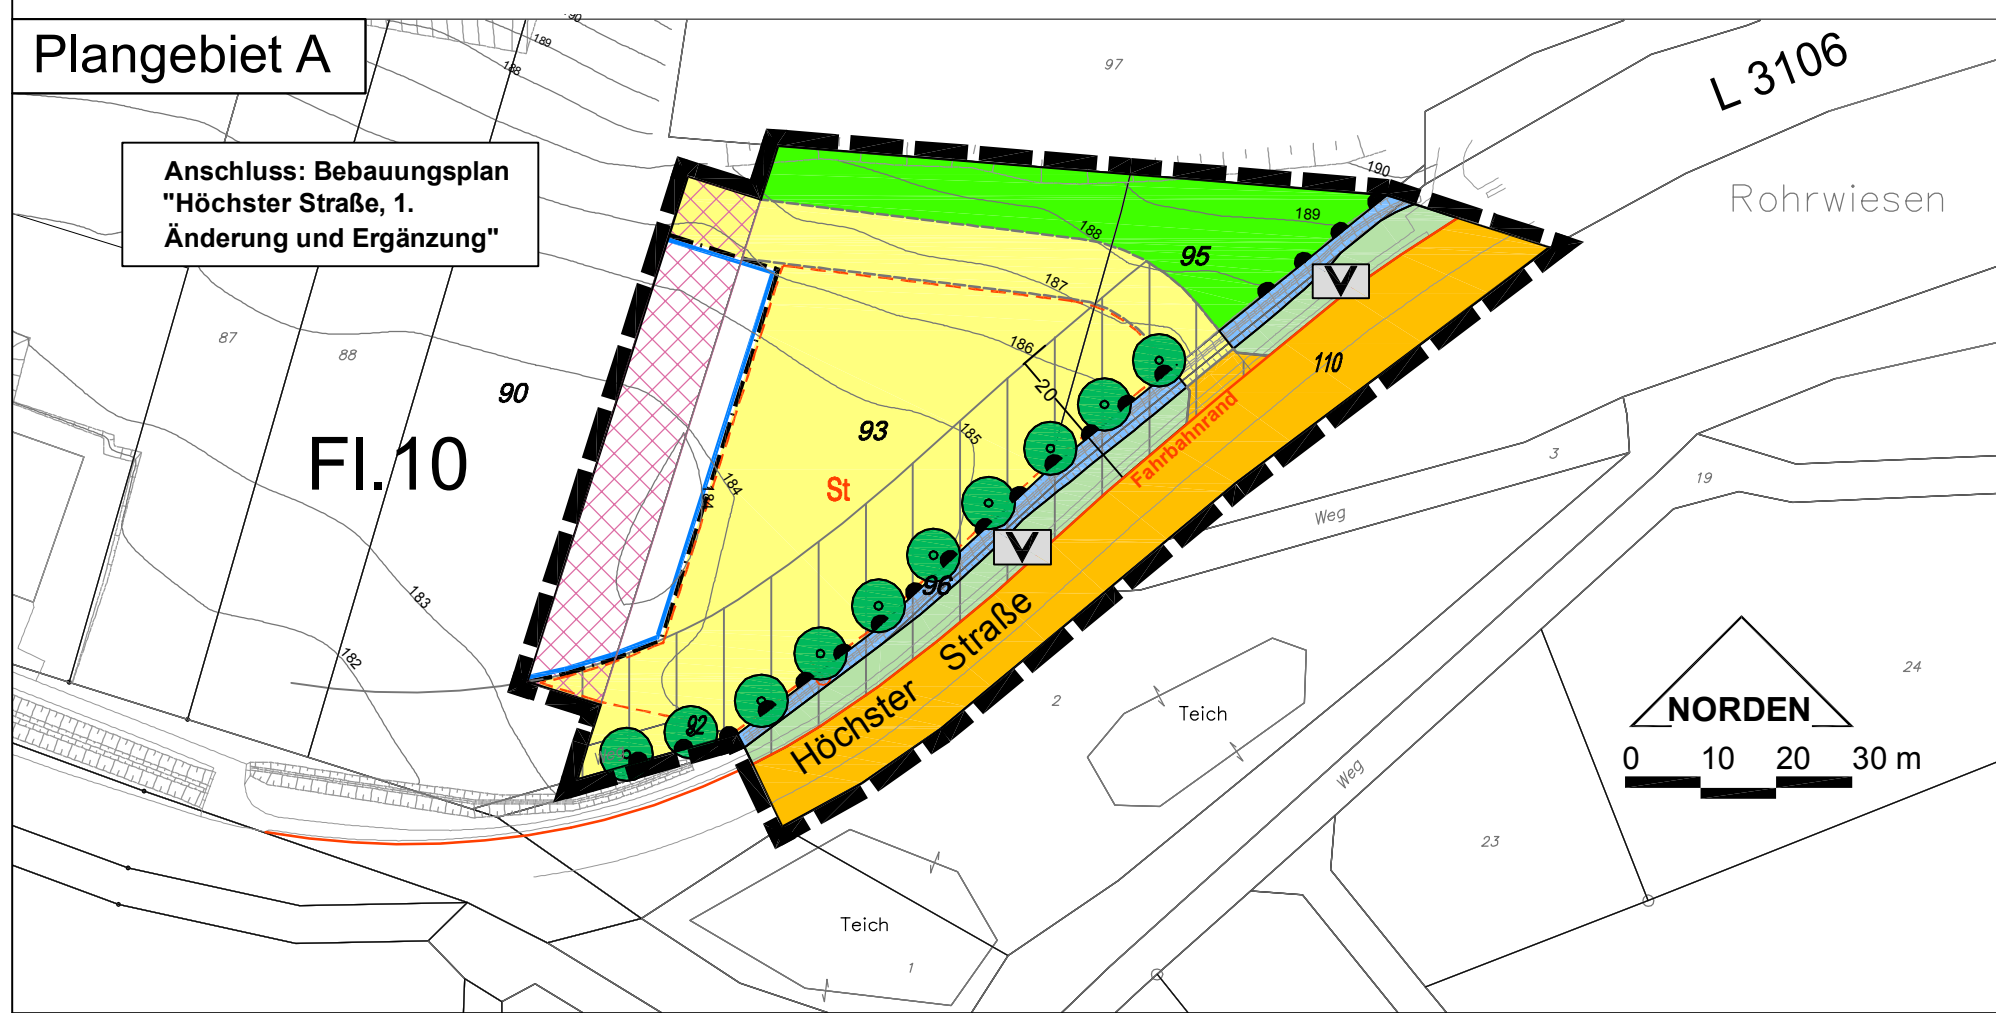 Plangebiet A
Anschluss: Bebauungsplan
"Höchster Straße, 1.
Änderung und Ergänzung"
190
189
188
97
L 3106
Rohrwiesen
190
189
188
187
186
185
184
184
183
182
87
88
90
Fl.10
93
St
95
110
20
Fahrbahnrand
V
V
96
92
Weg
Höchster Straße
Weg
3
19
2
Teich
Weg
24
23
Teich
1
NORDEN
0 10 20 30 m